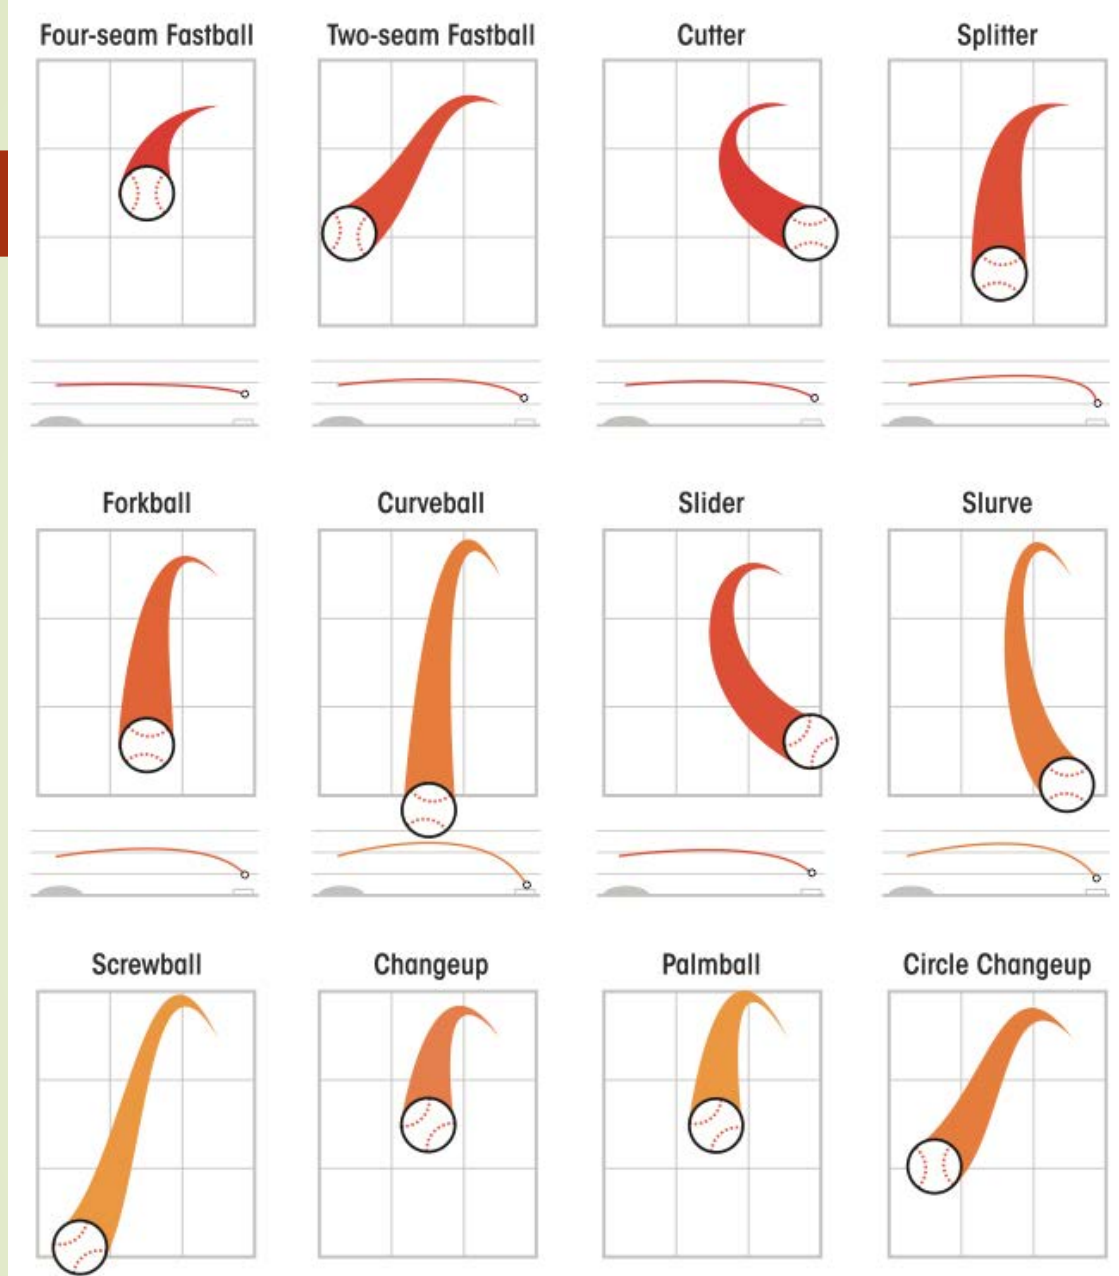 Four-seam Fastball
Two-seam Fastball
Cutter
Splitter
Forkball
Curveball
Slider
Slurve
Screwball
Changeup
Palmball
Circle Changeup